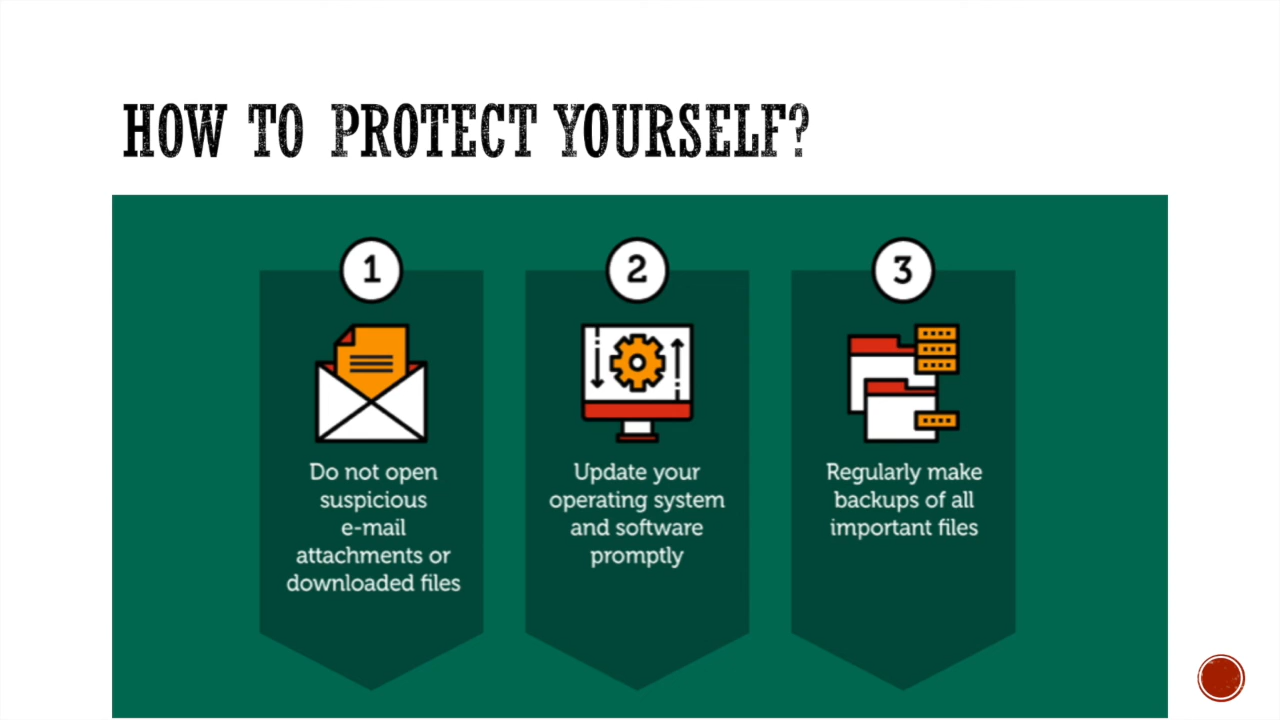 HOW TO PROTECT YOURSELF?
1
Do not open
suspicious
e-mail
attachments or
downloaded files
2
Update your
operating system
and software
promptly
3
Regularly make
backups of all
important files